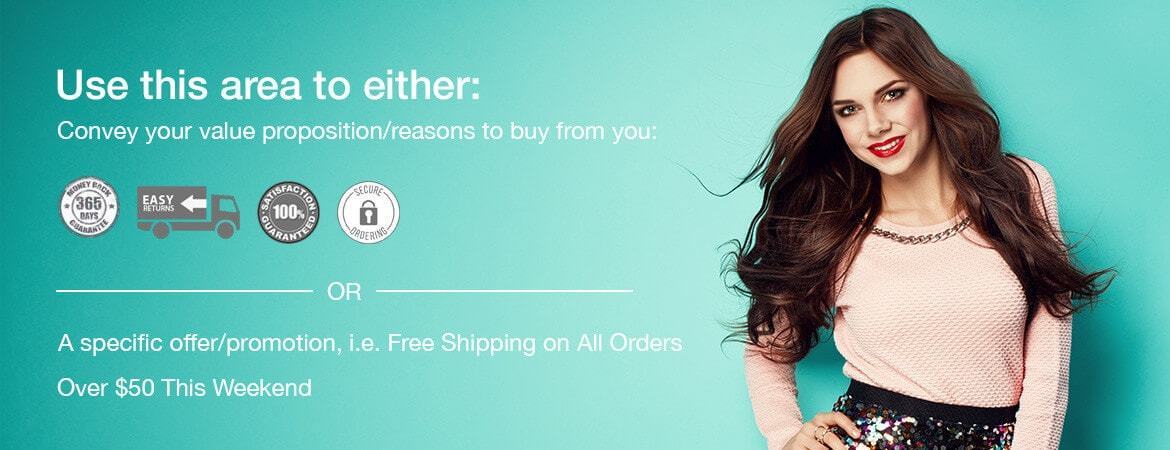 Use this area to either:
Convey your value proposition/reasons to buy from you:
MONEY BACK
365
DAYS
GUARANTEE
EASY
RETURNS
SATISFACTION
100%
GUARANTEED
SECURE
ORDERING
OR
A specific offer/promotion, i.e. Free Shipping on All Orders
Over $50 This Weekend